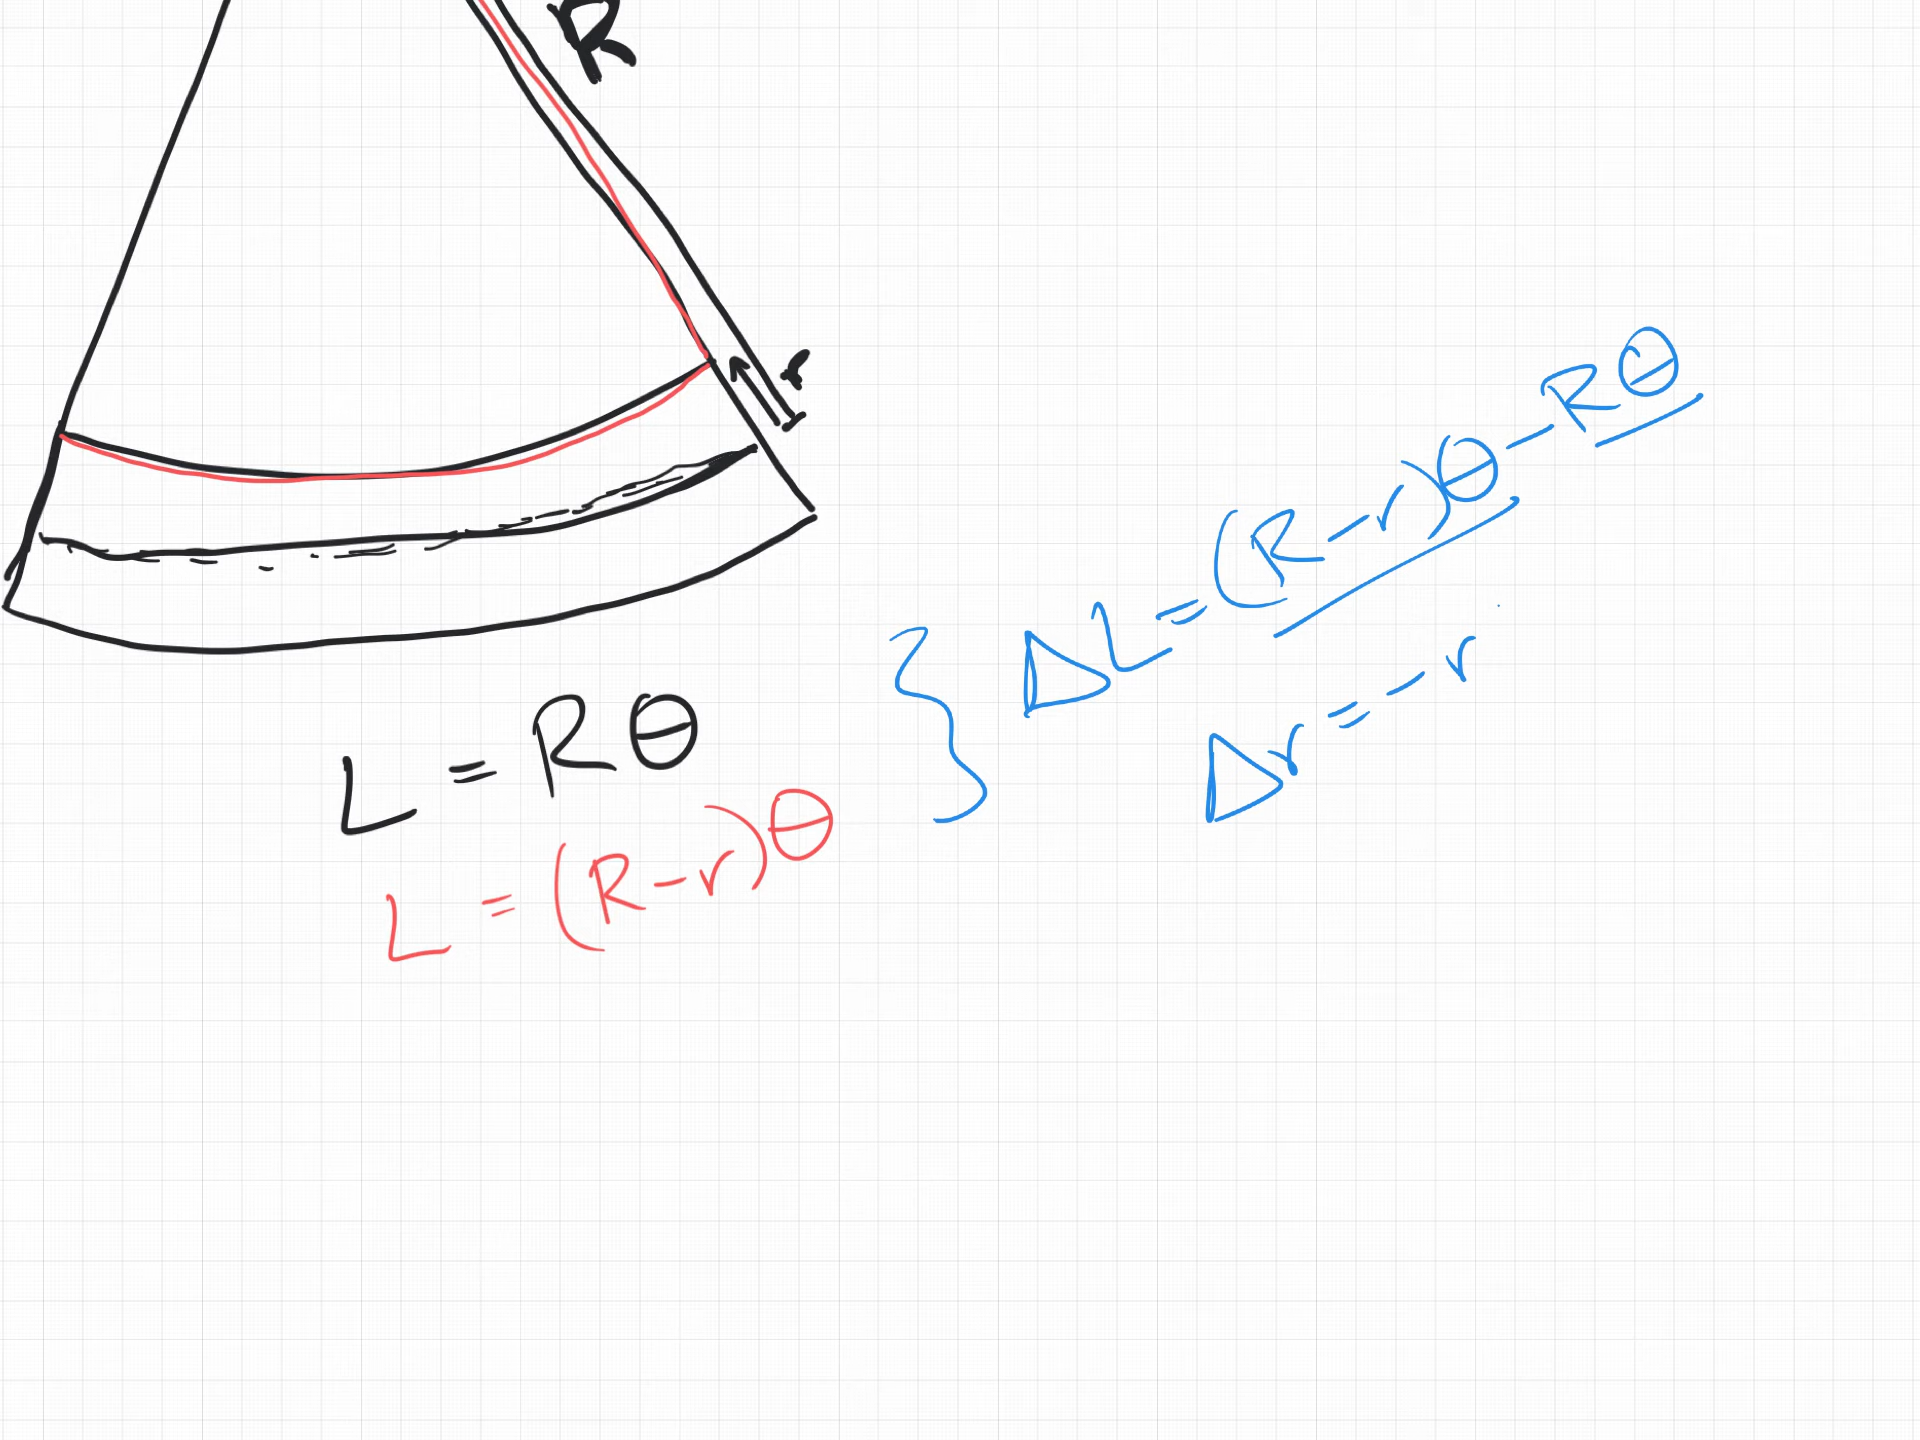 R
r
L = Rθ
L = (R-r)θ
} ΔL = (R-r)θ - Rθ
Δr = -r